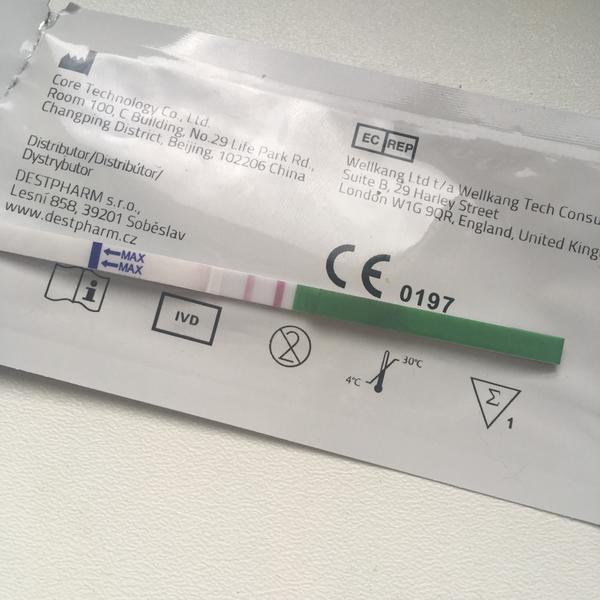 Core Technology Co., Ltd.
Room 100, C Building, No.29 Life Park Rd.,
Changping District, Beijing, 102206 China
Distributor/Distribútor/
Dystrybutor
DESTPHARM s.r.o.,
Lesní 858, 39201 Soběslav
www.destpharm.cz
EC REP
Wellkang Ltd t/a Wellkang Tech Consu
Suite B, 29 Harley Street
London W1G 9QR, England, United King
MAX
MAX
CE 0197
i
IVD
2
4°C
30°C
Σ
1